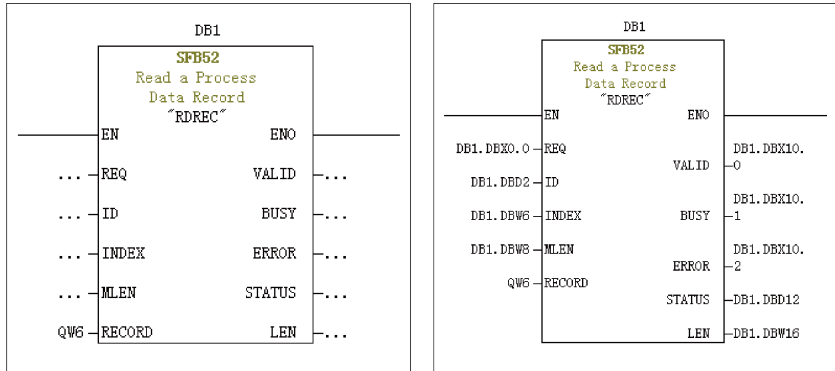 DB1
SFB52
Read a Process
Data Record
"RDREC"
EN ENO
... REQ VALID ...
... ID BUSY ...
... INDEX ERROR ...
... MLEN STATUS ...
QW6 RECORD LEN ...
DB1
SFB52
Read a Process
Data Record
"RDREC"
EN ENO
DB1.DBX0.0 REQ DB1.DBX10.
VALID 0
DB1.DBD2 ID
DB1.DBX10.
DB1.DBW6 INDEX BUSY 1
DB1.DBW8 MLEN DB1.DBX10.
ERROR 2
QW6 RECORD
STATUS DB1.DBD12
LEN DB1.DBW16